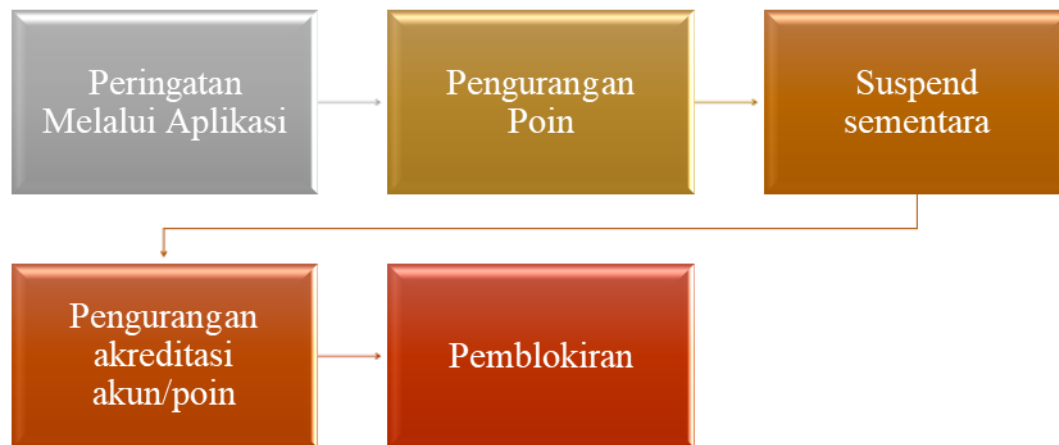 Peringatan
Melalui Aplikasi
Pengurangan
Poin
Suspend
sementara
Pengurangan
akreditasi
akun/poin
Pemblokiran